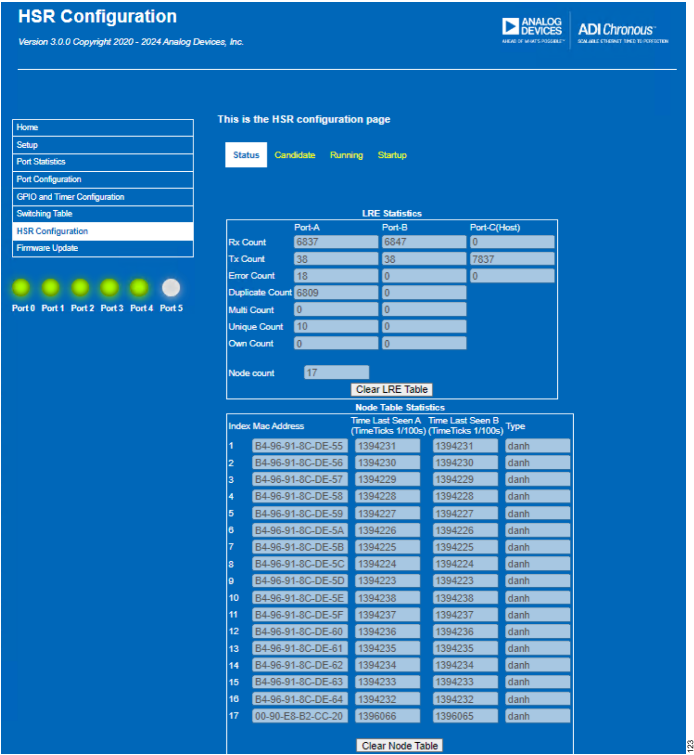 HSR Configuration
Version 3.0.0 Copyright 2020 - 2024 Analog Devices, Inc.
ANALOG DEVICES
AHEAD OF WHAT'S POSSIBLE™
ADI Chronous™
SCALABLE ETHERNET TIMED TO PERFECTION
Home
Setup
Port Statistics
Port Configuration
GPIO and Timer Configuration
Switching Table
HSR Configuration
Firmware Update
Port 0 Port 1 Port 2 Port 3 Port 4 Port 5
This is the HSR configuration page
Status Candidate Running Startup
LRE Statistics
Port-A Port-B Port-C(Host)
Rx Count 6837 6847 0
Tx Count 38 38 7837
Error Count 18 0 0
Duplicate Count 6809 0
Multi Count 0 0
Unique Count 10 0
Own Count 0 0
Node count 17
Clear LRE Table
Node Table Statistics
Index Mac Address Time Last Seen A (TimeTicks 1/100s) Time Last Seen B (TimeTicks 1/100s) Type
1 B4-96-91-8C-DE-55 1394231 1394231 danh
2 B4-96-91-8C-DE-56 1394230 1394230 danh
3 B4-96-91-8C-DE-57 1394229 1394229 danh
4 B4-96-91-8C-DE-58 1394228 1394228 danh
5 B4-96-91-8C-DE-59 1394227 1394227 danh
6 B4-96-91-8C-DE-5A 1394226 1394226 danh
7 B4-96-91-8C-DE-5B 1394225 1394225 danh
8 B4-96-91-8C-DE-5C 1394224 1394224 danh
9 B4-96-91-8C-DE-5D 1394223 1394223 danh
10 B4-96-91-8C-DE-5E 1394238 1394238 danh
11 B4-96-91-8C-DE-5F 1394237 1394237 danh
12 B4-96-91-8C-DE-60 1394236 1394236 danh
13 B4-96-91-8C-DE-61 1394235 1394235 danh
14 B4-96-91-8C-DE-62 1394234 1394234 danh
15 B4-96-91-8C-DE-63 1394233 1394233 danh
16 B4-96-91-8C-DE-64 1394232 1394232 danh
17 00-90-E8-B2-CC-20 1396066 1396065 danh
Clear Node Table
123